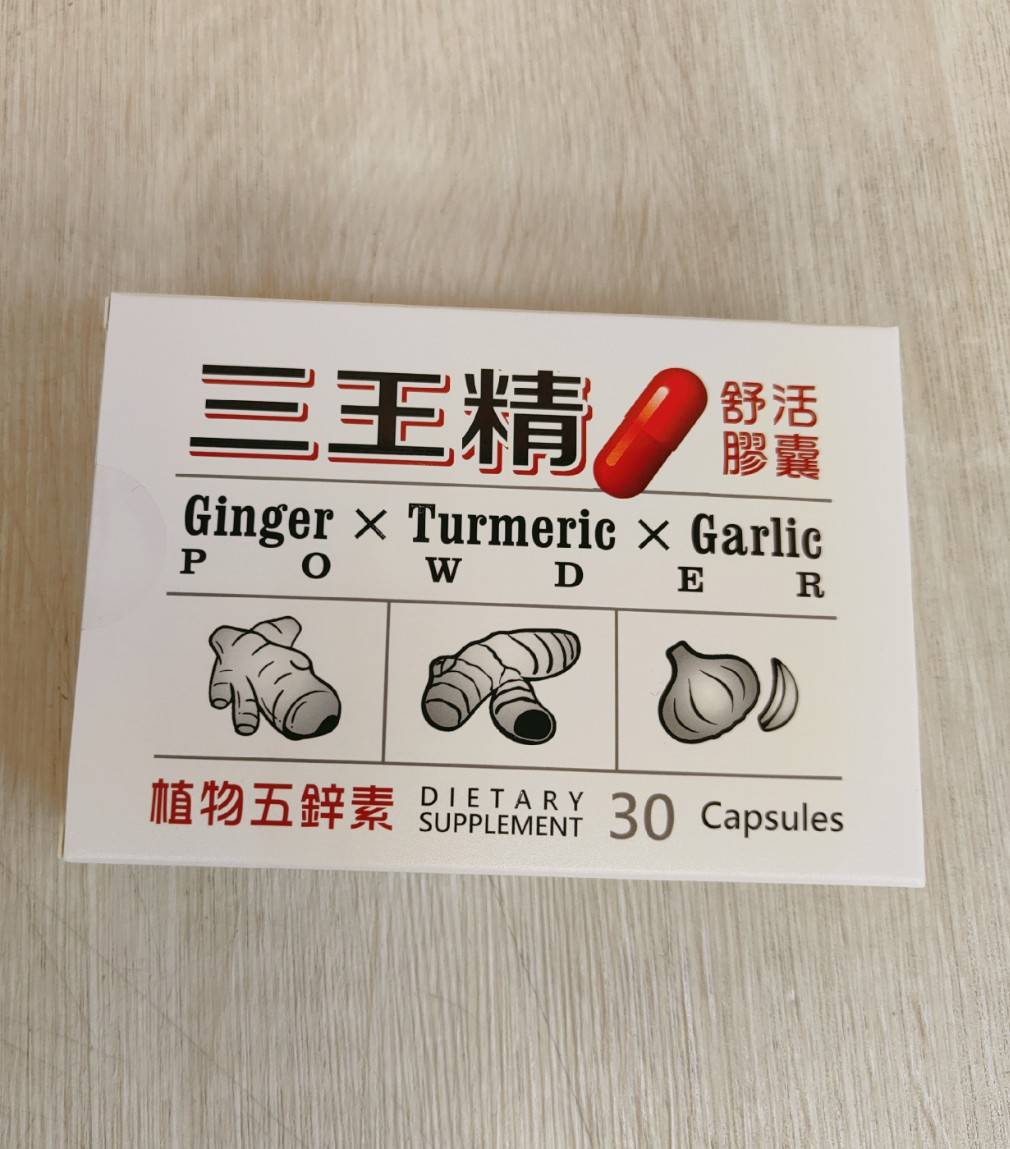 三王精
舒活
膠囊
Ginger × Turmeric × Garlic
POWDER
植物五鋅素
DIETARY
SUPPLEMENT
30 Capsules